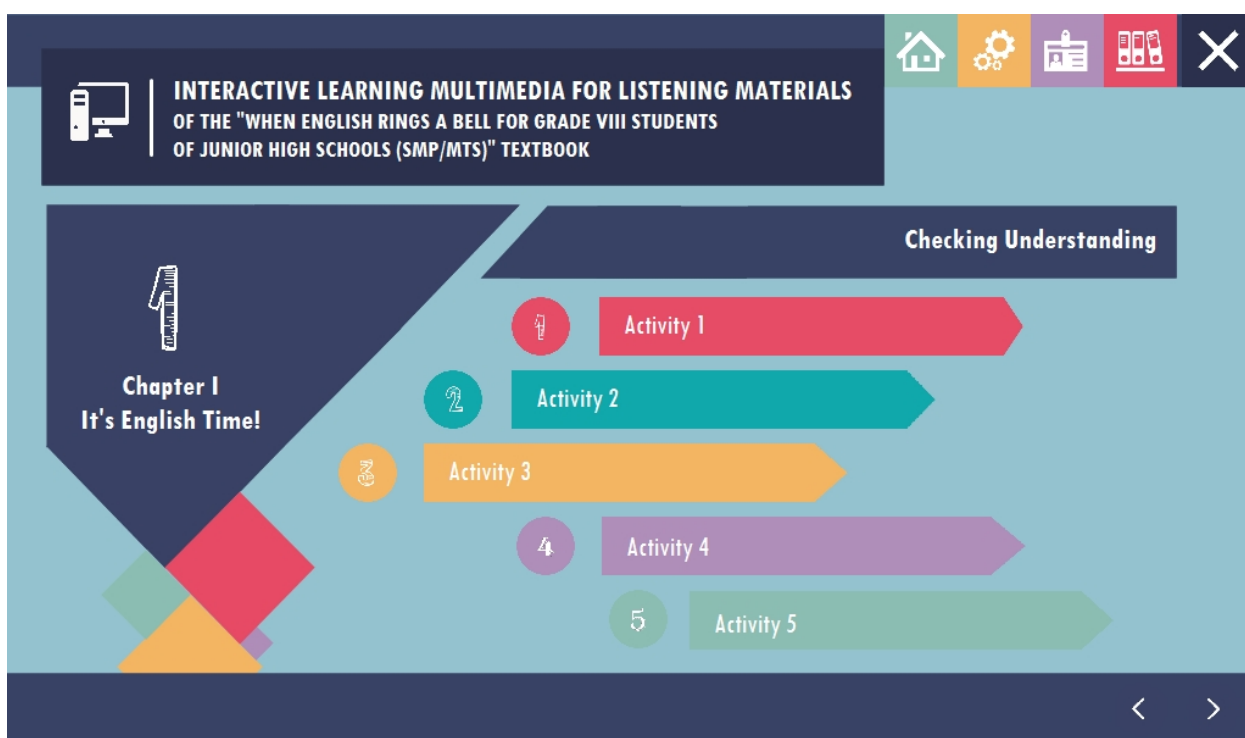 INTERACTIVE LEARNING MULTIMEDIA FOR LISTENING MATERIALS
OF THE "WHEN ENGLISH RINGS A BELL FOR GRADE VIII STUDENTS
OF JUNIOR HIGH SCHOOLS (SMP/MTS)" TEXTBOOK
1
Chapter I
It's English Time!
Checking Understanding
1 Activity 1
2 Activity 2
3 Activity 3
4 Activity 4
5 Activity 5